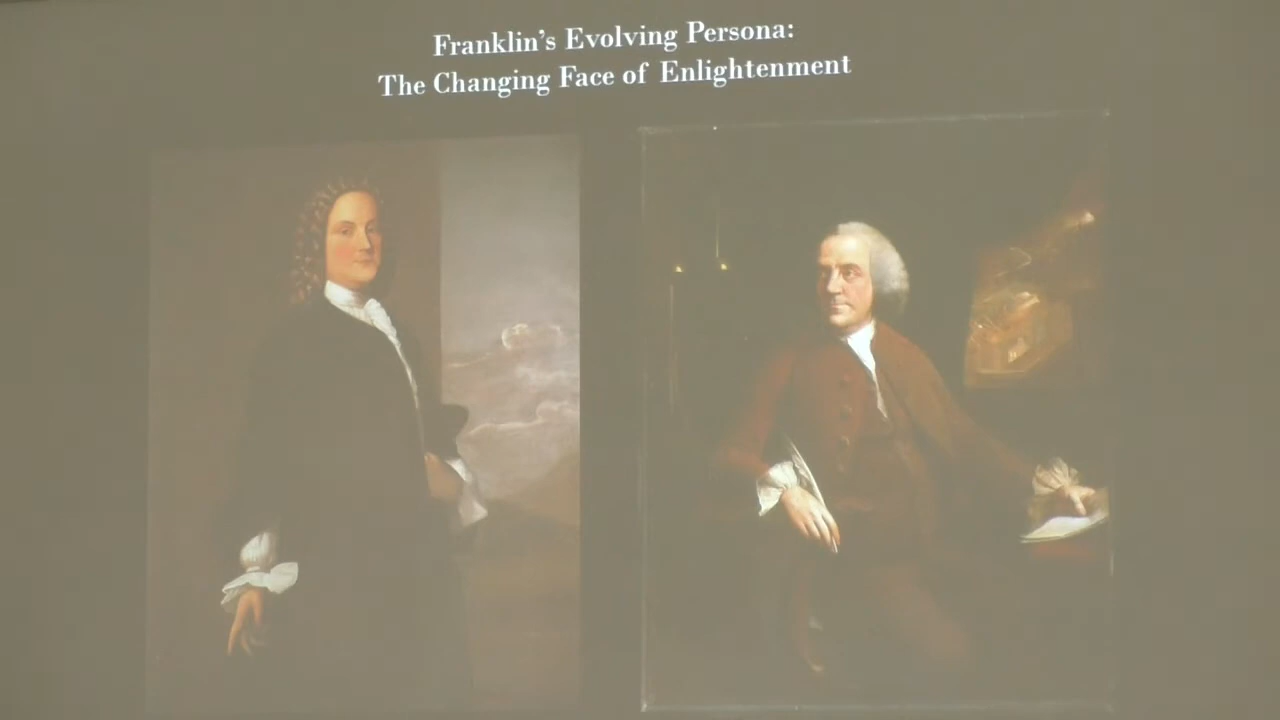 Franklin's Evolving Persona:
The Changing Face of Enlightenment